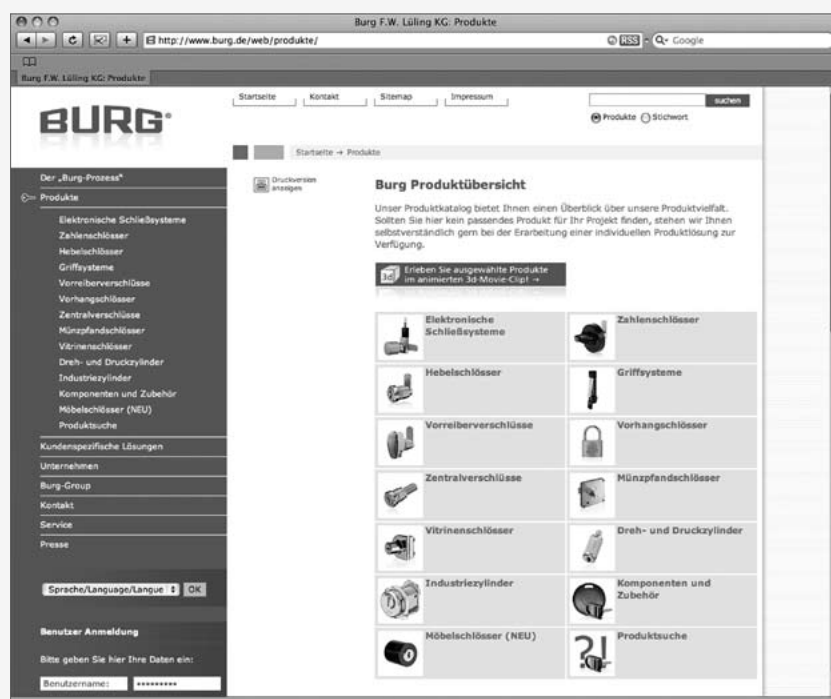 Burg F.W. Lüling KG: Produkte
http://www.burg.de/web/produkte/
RSS
Google
Burg F.W. Lüling KG: Produkte
BURG®
Startseite
Kontakt
Sitemap
Impressum
suchen
Produkte
Stichwort
Startseite → Produkte
Der „Burg-Prozess“
Produkte
Elektronische Schließsysteme
Zahlenschlösser
Hebelschlösser
Griffsysteme
Vorreiberverschlüsse
Vorhangschlösser
Zentralverschlüsse
Münzpfandschlösser
Vitrinenschlösser
Dreh- und Druckzylinder
Industriezylinder
Komponenten und Zubehör
Möbelschlösser (NEU)
Produktsuche
Kundenspezifische Lösungen
Unternehmen
Burg-Group
Kontakt
Service
Presse
Sprache/Language/Langue
OK
Benutzer Anmeldung
Bitte geben Sie hier Ihre Daten ein:
Benutzername:
•••••••••
Druckversion
anzeigen
Burg Produktübersicht
Unser Produktkatalog bietet Ihnen einen Überblick über unsere Produktvielfalt.
Sollten Sie hier kein passendes Produkt für Ihr Projekt finden, stehen wir Ihnen
selbstverständlich gern bei der Erarbeitung einer individuellen Produktlösung zur
Verfügung.
3d
Erleben Sie ausgewählte Produkte
im animierten 3d-Movie-Clip! →
Elektronische
Schließsysteme
Zahlenschlösser
Hebelschlösser
Griffsysteme
Vorreiberverschlüsse
Vorhangschlösser
Zentralverschlüsse
Münzpfandschlösser
Vitrinenschlösser
Dreh- und Druckzylinder
Industriezylinder
Komponenten und
Zubehör
Möbelschlösser (NEU)
?!
Produktsuche